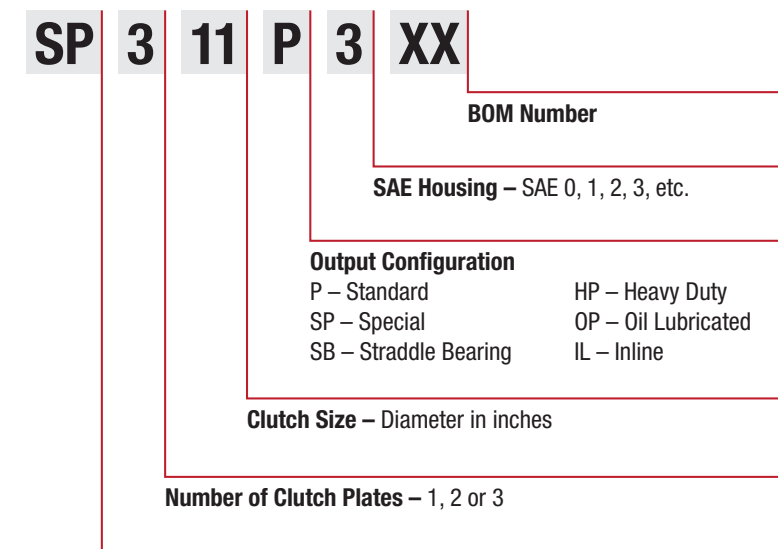 SP 3 11 P 3 XX
BOM Number
SAE Housing – SAE 0, 1, 2, 3, etc.
Output Configuration
P – Standard HP – Heavy Duty
SP – Special OP – Oil Lubricated
SB – Straddle Bearing IL – Inline
Clutch Size – Diameter in inches
Number of Clutch Plates – 1, 2 or 3